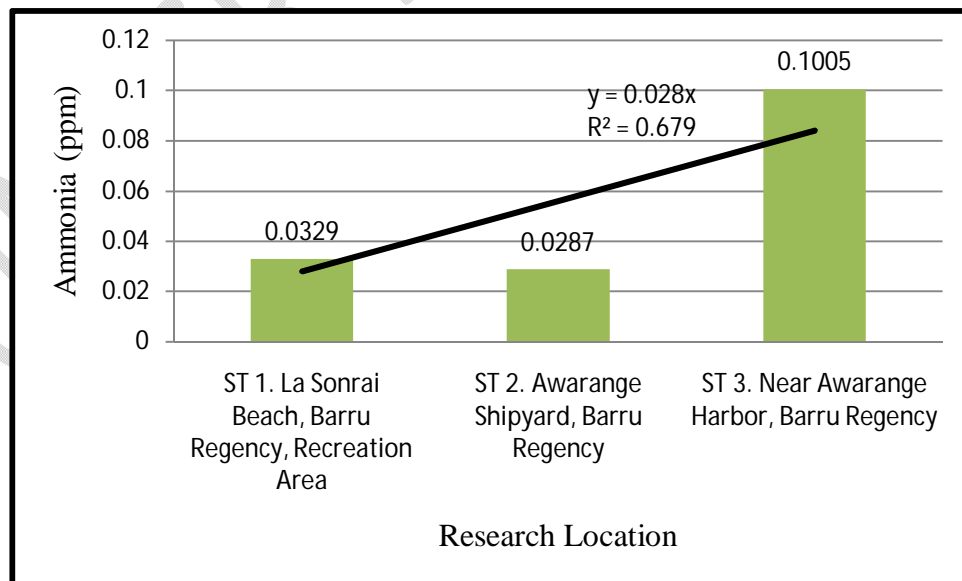 0.12
0.1
0.08
0.06
0.04
0.02
0
Ammonia (ppm)
0.0329
0.0287
0.1005
y = 0.028x
R² = 0.679
ST 1. La Sonrai
Beach, Barru
Regency, Recreation
Area
ST 2. Awarange
Shipyard, Barru
Regency
ST 3. Near Awarange
Harbor, Barru Regency
Research Location